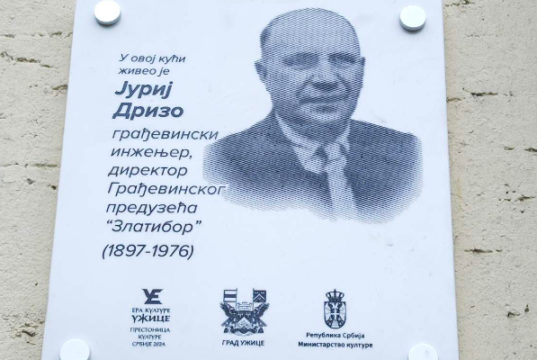 У овој кући
живео је
Јуриј
Дризо
грађевински
инжењер,
директор
Грађевинског
предузећа
"Златибор"
(1897-1976)
ЕРА КУЛТУРЕ
УЖИЦЕ
ПРЕСТОНИЦА
КУЛТУРЕ
СРБИЈЕ 2024
ГРАД УЖИЦЕ
Република Србија
Министарство културе